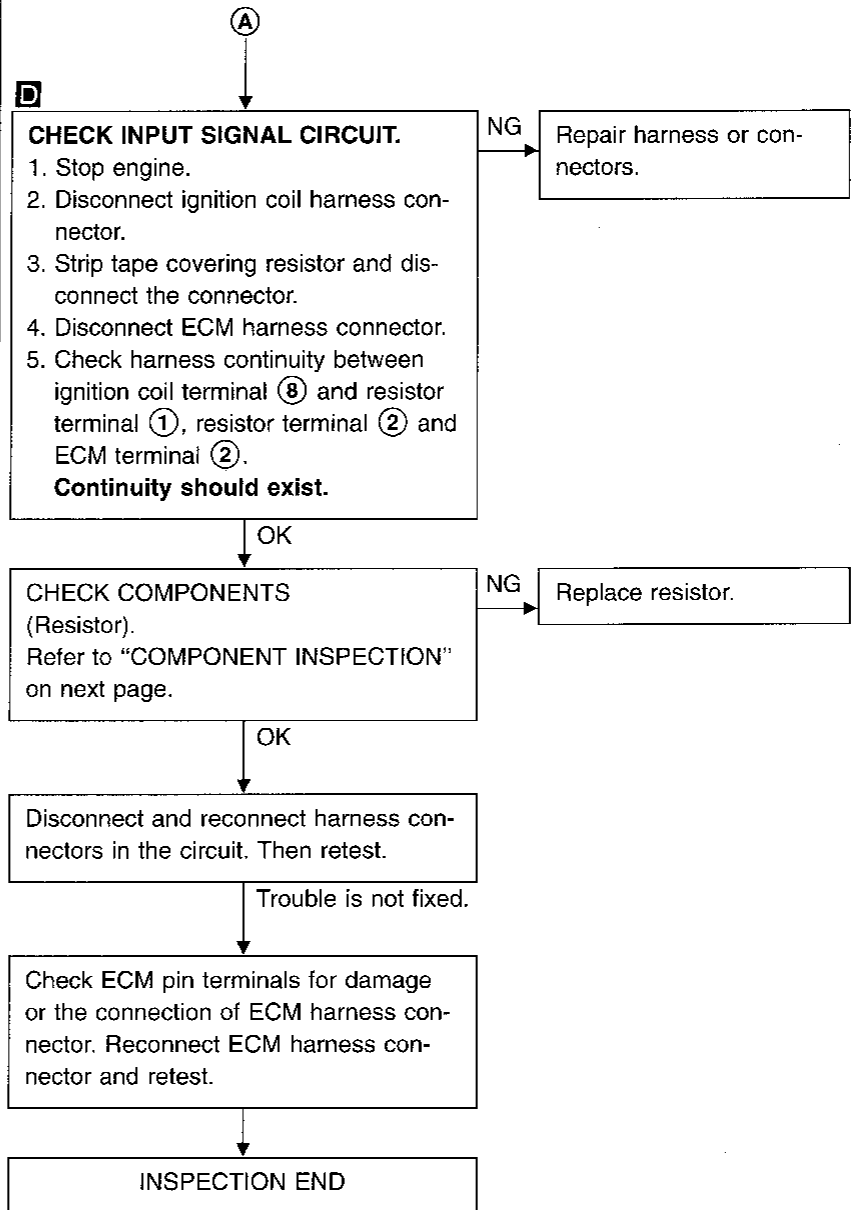 A
D
CHECK INPUT SIGNAL CIRCUIT.
1. Stop engine.
2. Disconnect ignition coil harness con-
nector.
3. Strip tape covering resistor and dis-
connect the connector.
4. Disconnect ECM harness connector.
5. Check harness continuity between
ignition coil terminal ⑧ and resistor
terminal ①, resistor terminal ② and
ECM terminal ②.
Continuity should exist.
NG
Repair harness or con-
nectors.
OK
CHECK COMPONENTS
(Resistor).
Refer to “COMPONENT INSPECTION”
on next page.
NG
Replace resistor.
OK
Disconnect and reconnect harness con-
nectors in the circuit. Then retest.
Trouble is not fixed.
Check ECM pin terminals for damage
or the connection of ECM harness con-
nector. Reconnect ECM harness con-
nector and retest.
INSPECTION END